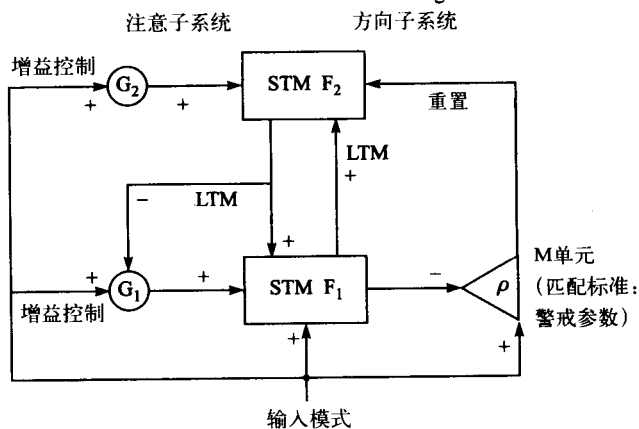 注意子系统 方向子系统
增益控制 G₂ STM F₂
+ +
重置
LTM
+
− LTM
+
M单元
+ G₁ + STM F₁ − ρ (匹配标准：
增益控制 警戒参数)
+ +
输入模式